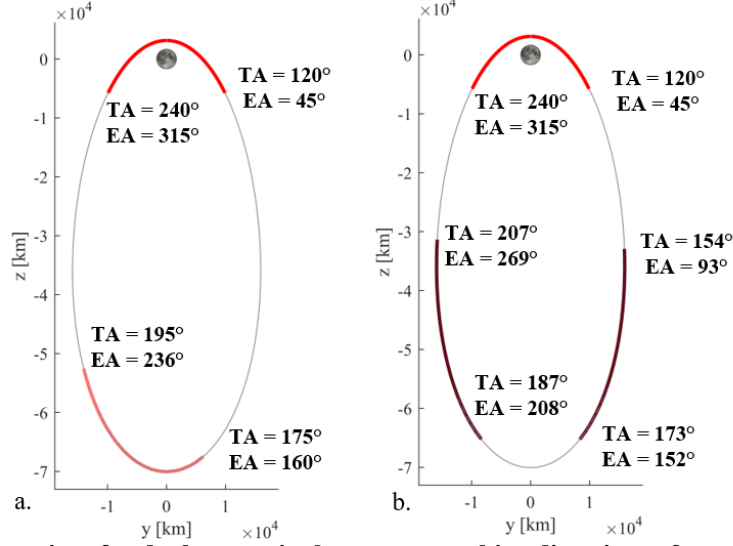 ×10⁴
0
-1
-2
-3
-4
-5
-6
-7
z [km]
TA = 120°
EA = 45°
TA = 240°
EA = 315°
TA = 195°
EA = 236°
TA = 175°
EA = 160°
-1 0 1
y [km] ×10⁴
a.
×10⁴
0
-1
-2
-3
-4
-5
-6
-7
z [km]
TA = 120°
EA = 45°
TA = 240°
EA = 315°
TA = 207°
EA = 269°
TA = 154°
EA = 93°
TA = 187°
EA = 208°
TA = 173°
EA = 152°
-1 0 1
y [km] ×10⁴
b.